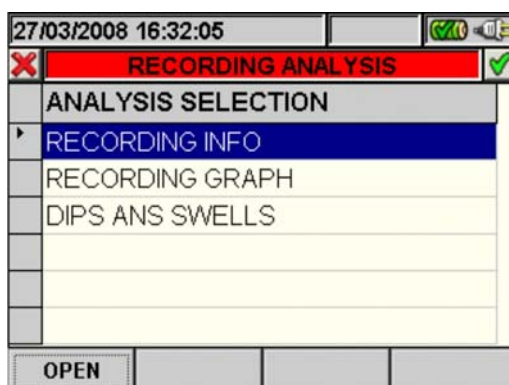 27/03/2008 16:32:05
RECORDING ANALYSIS
ANALYSIS SELECTION
RECORDING INFO
RECORDING GRAPH
DIPS ANS SWELLS
OPEN